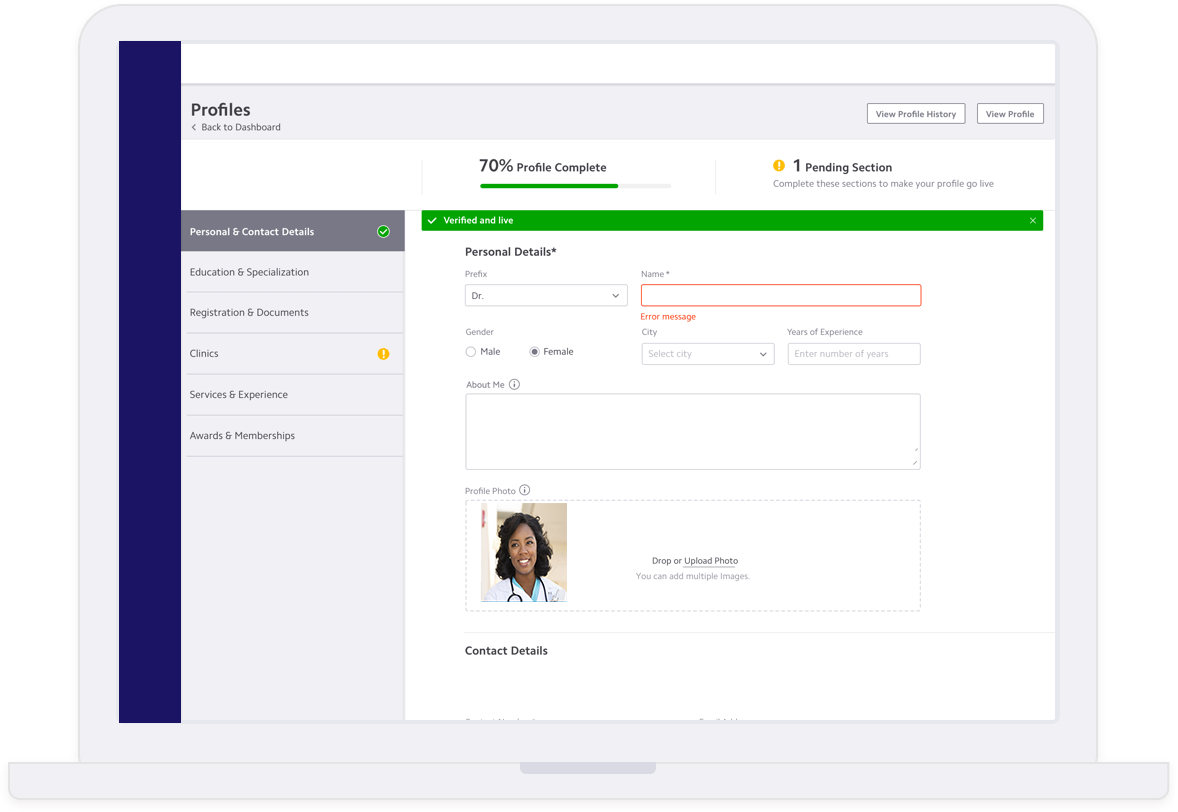 Profiles
Back to Dashboard
View Profile History
View Profile
70% Profile Complete
1 Pending Section
Complete these sections to make your profile go live
Personal & Contact Details
Education & Specialization
Registration & Documents
Clinics
Services & Experience
Awards & Memberships
Verified and live
Personal Details*
Prefix
Name *
Dr.
Error message
Gender
City
Years of Experience
Male
Female
Select city
Enter number of years
About Me
Profile Photo
Drop or Upload Photo
You can add multiple Images.
Contact Details